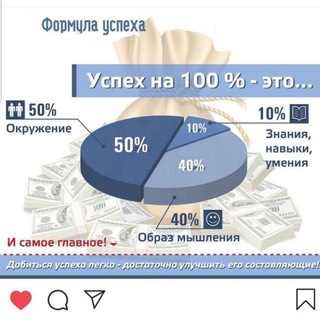 Формула успеха
Успех на 100 % - это...
50%
Окружение
10%
Знания,
навыки,
умения
50%
10%
40%
40%
Образ мышления
И самое главное!
Добиться успеха легко - достаточно улучшить его составляющие!